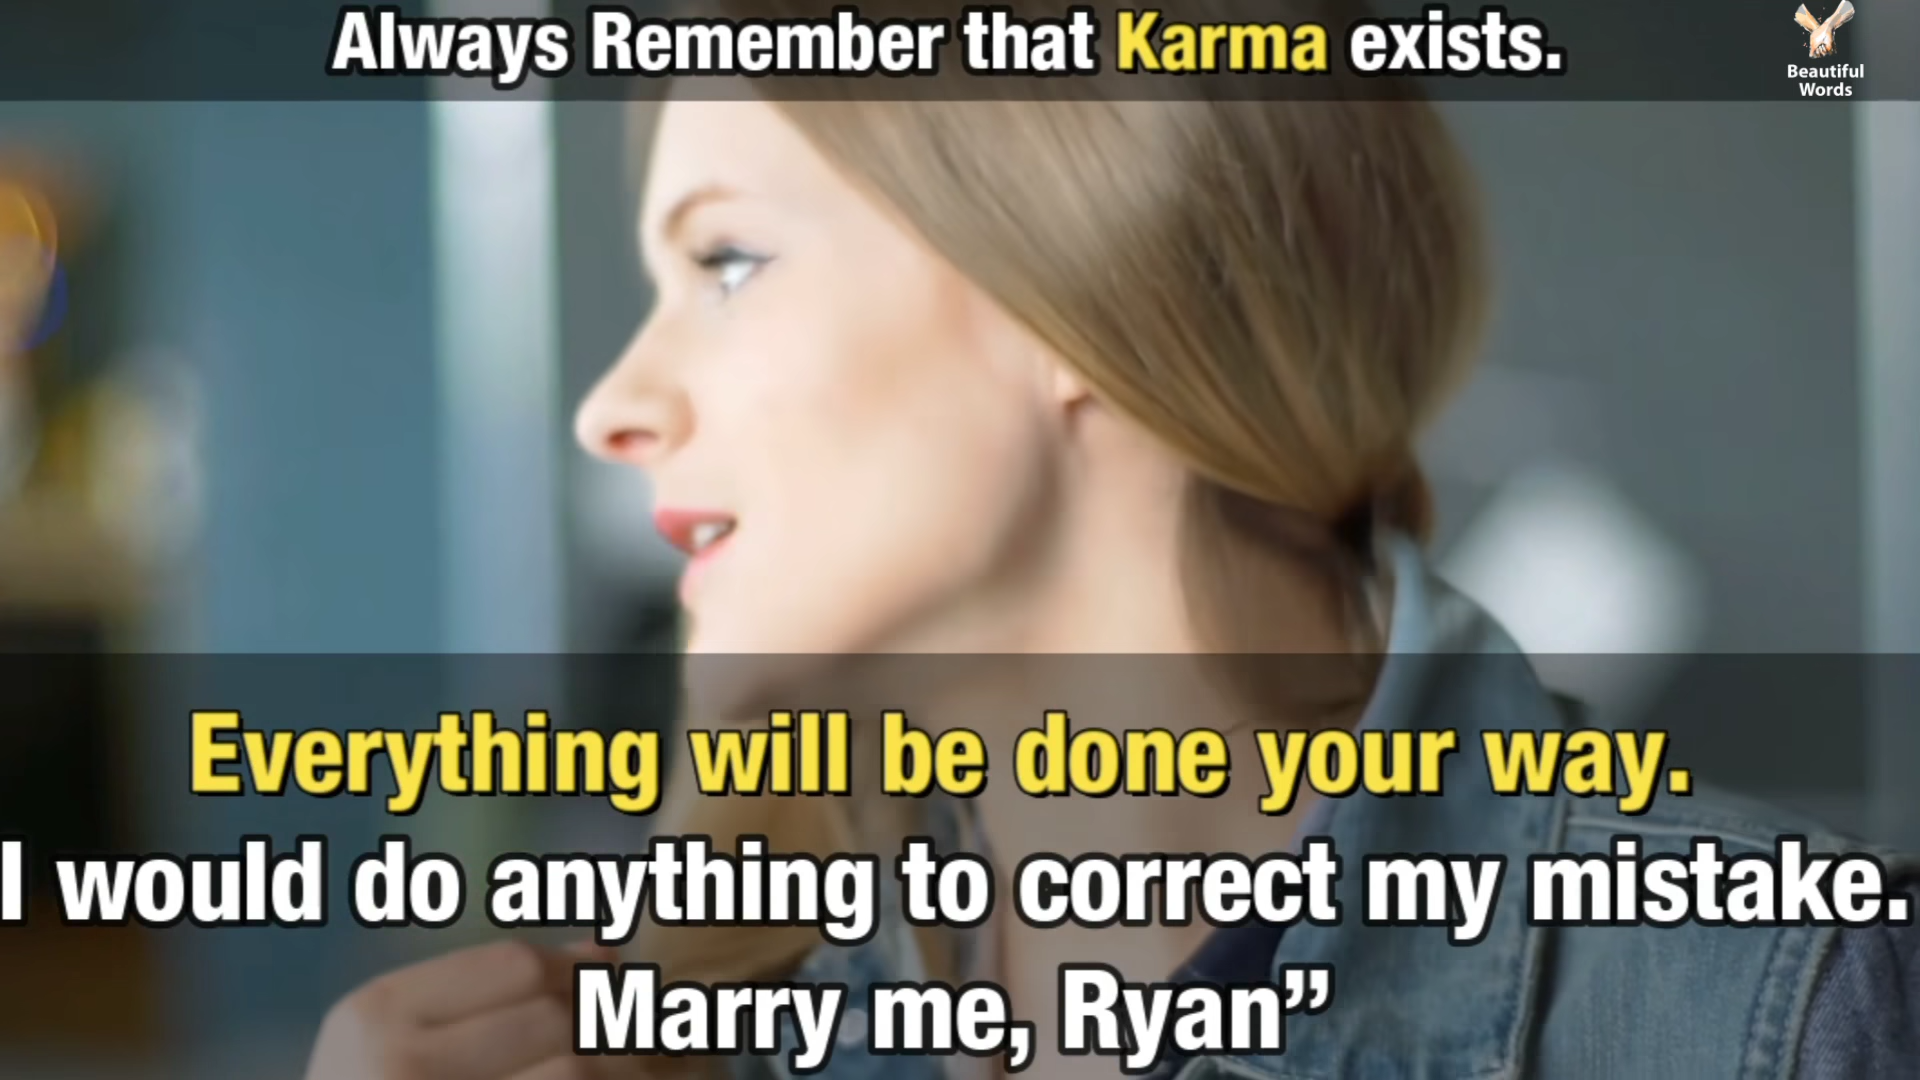 Always Remember that Karma exists.
Beautiful
Words
Everything will be done your way.
I would do anything to correct my mistake.
Marry me, Ryan”